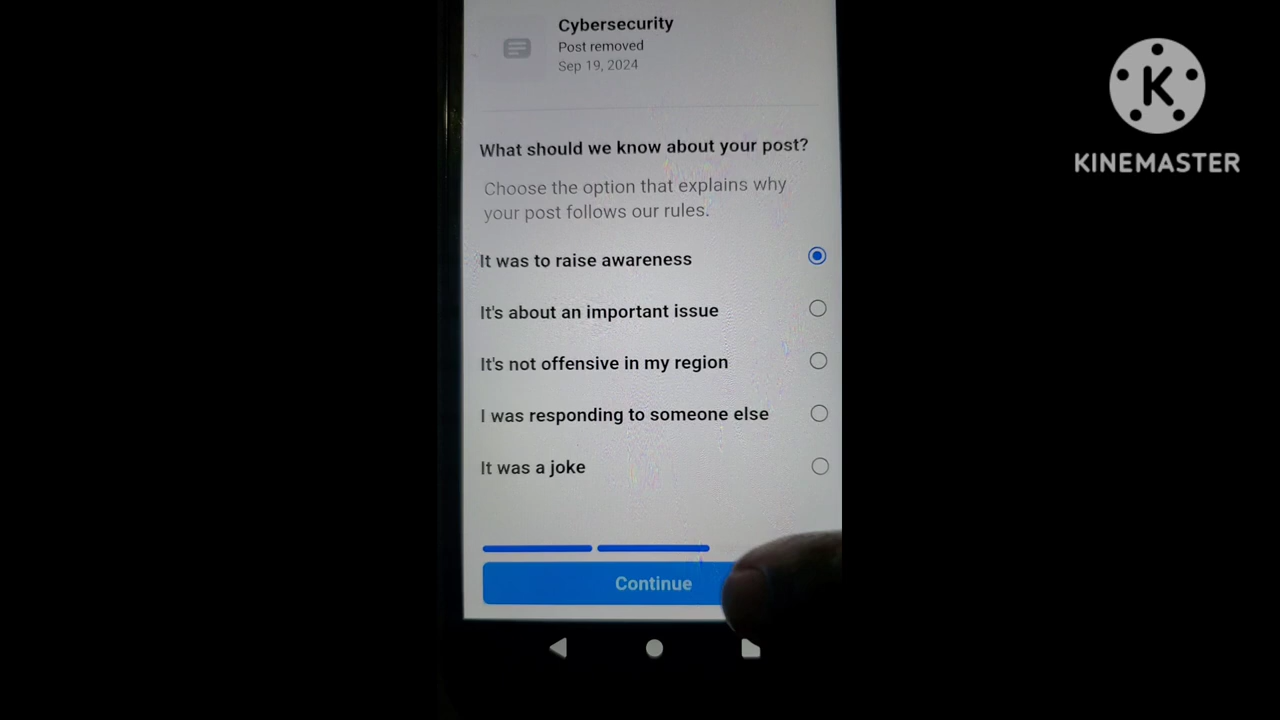 Cybersecurity
Post removed
Sep 19, 2024
What should we know about your post?
Choose the option that explains why
your post follows our rules.
It was to raise awareness
It's about an important issue
It's not offensive in my region
I was responding to someone else
It was a joke
Continue
K
KINEMASTER